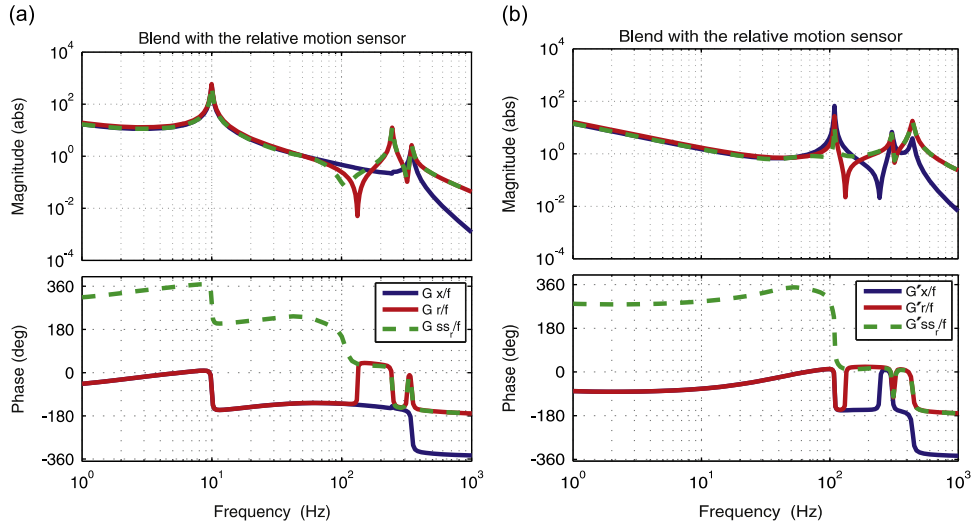 (a)
Blend with the relative motion sensor
Magnitude (abs)
10^4
10^2
10^0
10^-2
10^-4
Phase (deg)
360
180
0
-180
-360
G x/f
G r/f
G ss_r/f
10^0
10^1
10^2
10^3
Frequency (Hz)
(b)
Blend with the relative motion sensor
Magnitude (abs)
10^4
10^2
10^0
10^-2
10^-4
Phase (deg)
360
180
0
-180
-360
G″x/f
G″r/f
G″ss_r/f
10^0
10^1
10^2
10^3
Frequency (Hz)